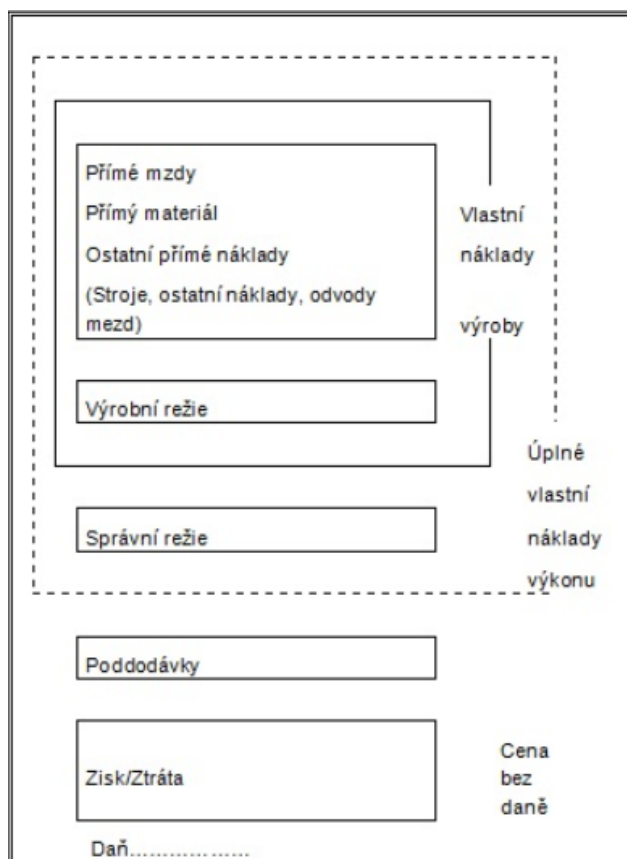 Přímé mzdy
Přímý materiál
Ostatní přímé náklady
(Stroje, ostatní náklady, odvody
mezd)
Vlastní
náklady
výroby
Výrobní režie
Úplné
vlastní
náklady
výkonu
Správní režie
Poddodávky
Zisk/Ztráta
Cena
bez
daně
Daň………………